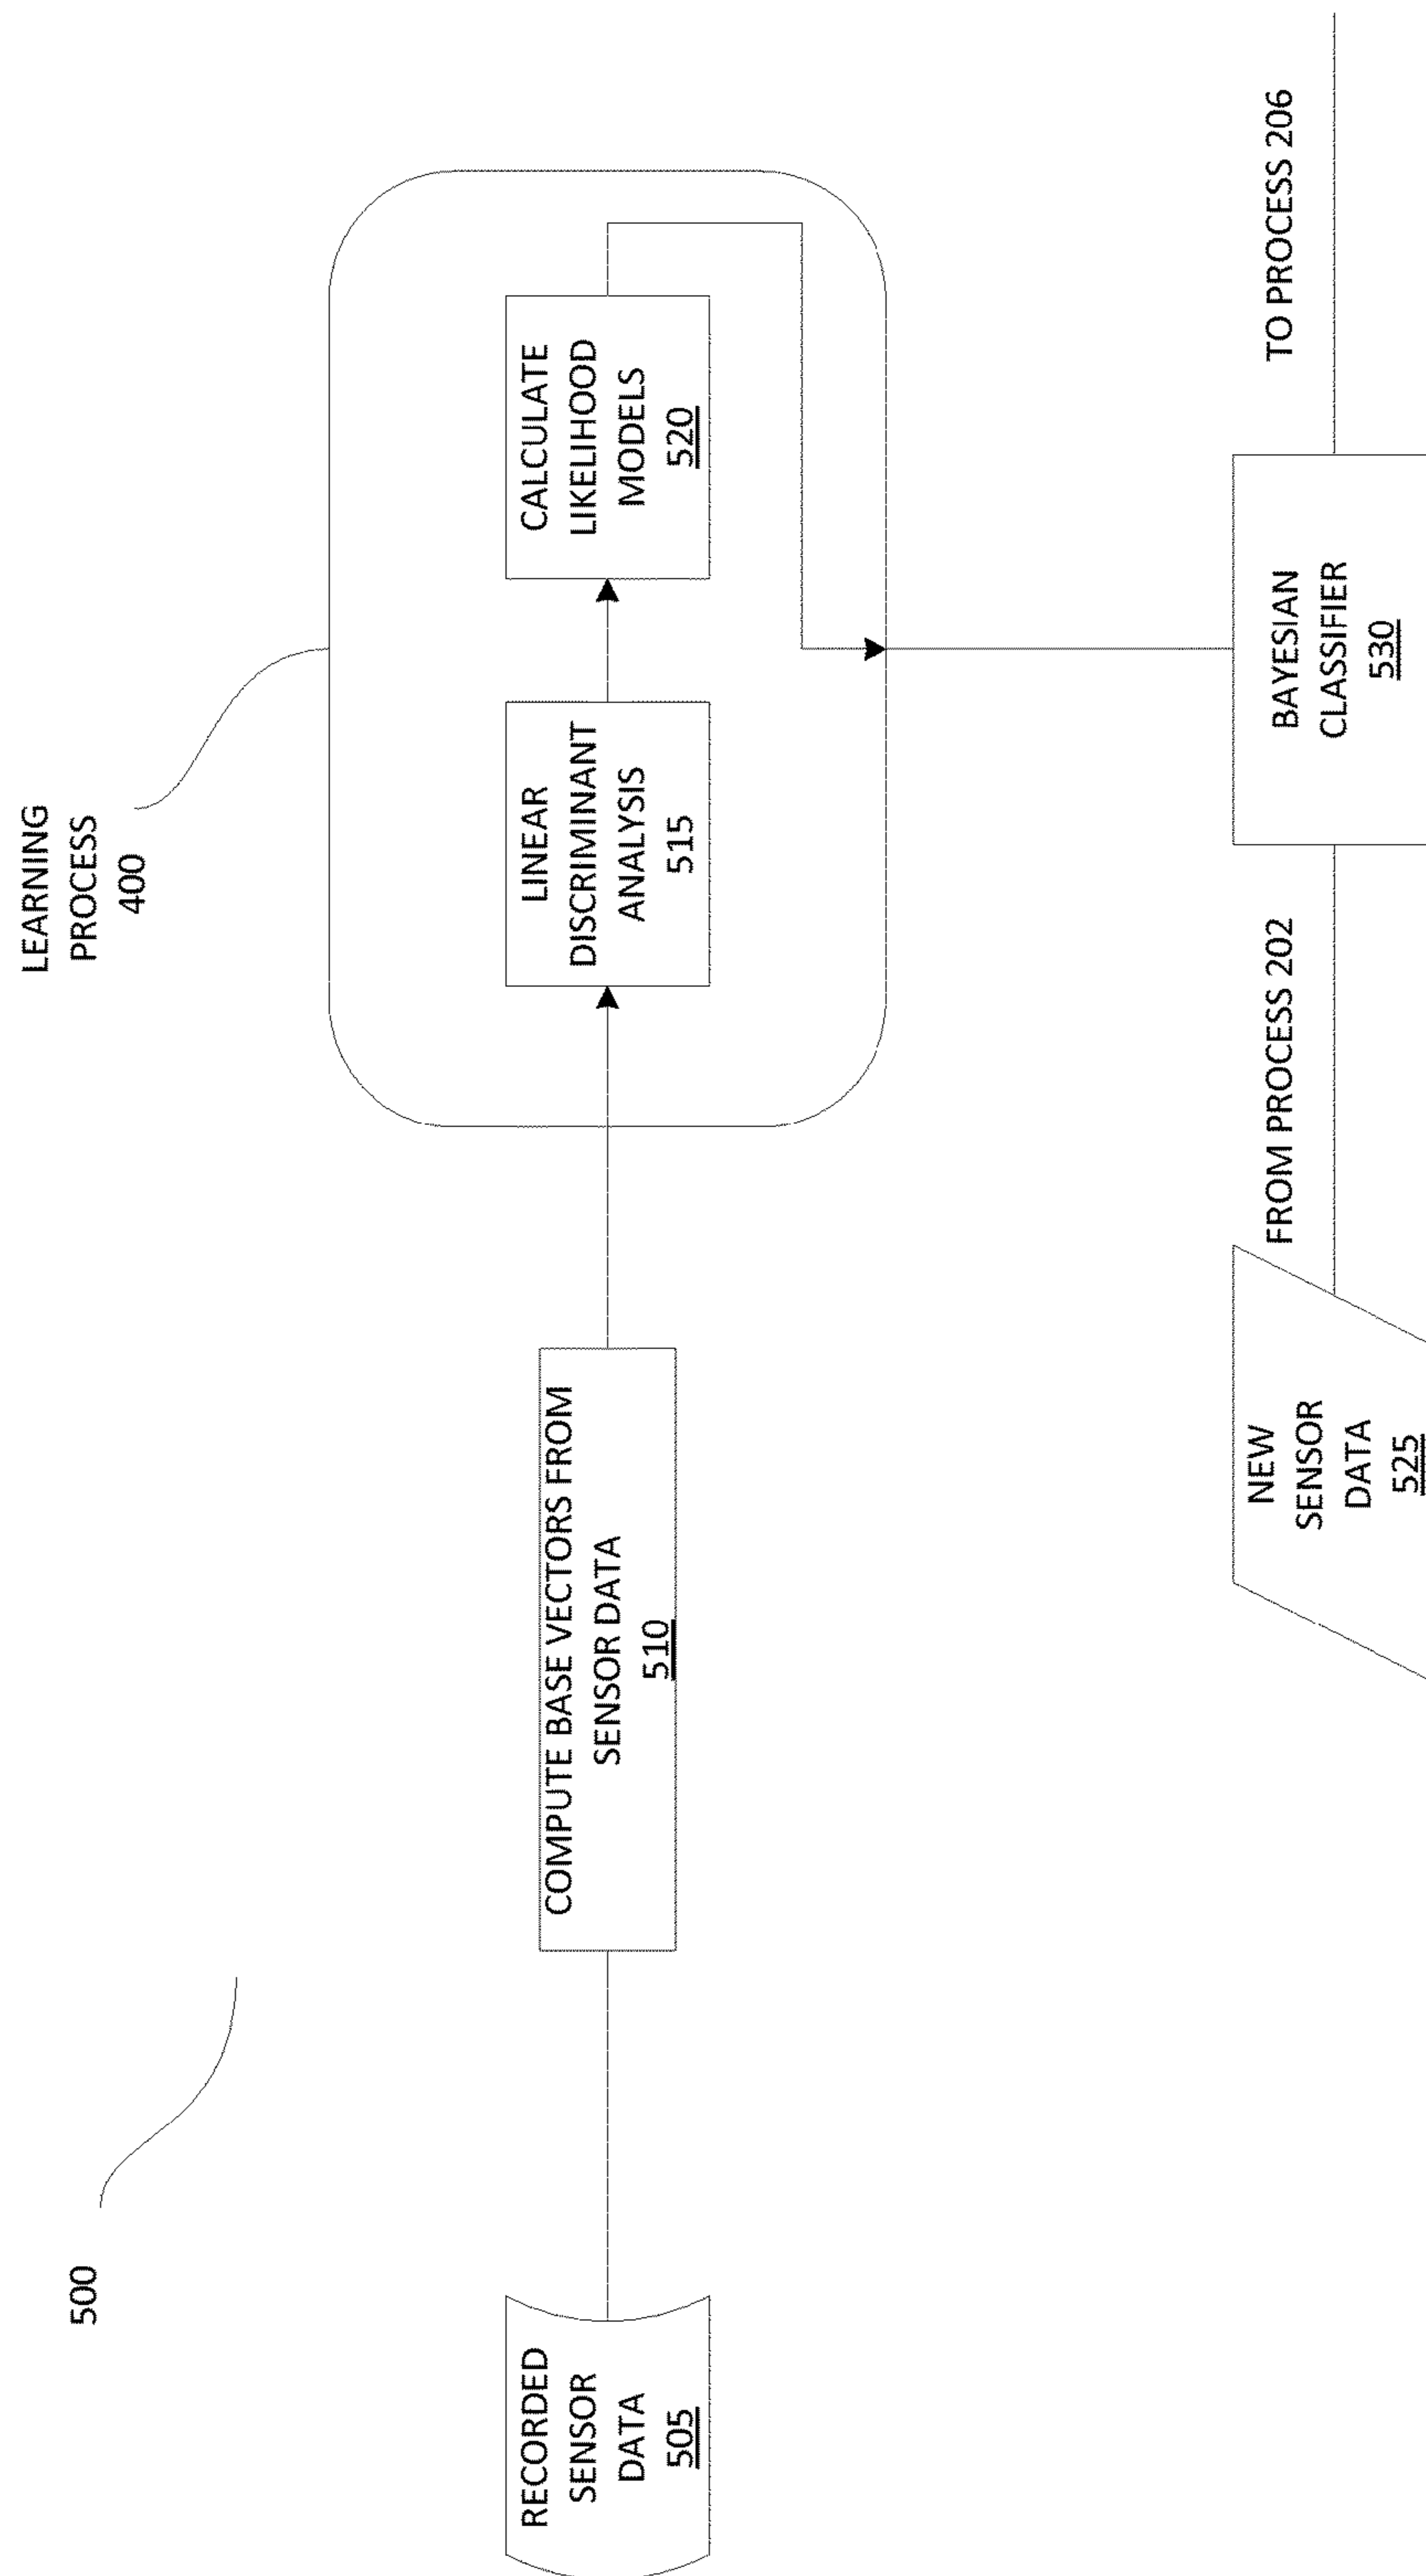 500
LEARNING
PROCESS
400
RECORDED
SENSOR
DATA
505
COMPUTE BASE VECTORS FROM
SENSOR DATA
510
LINEAR
DISCRIMINANT
ANALYSIS
515
CALCULATE
LIKELIHOOD
MODELS
520
NEW
SENSOR
DATA
525
FROM PROCESS 202
BAYESIAN
CLASSIFIER
530
TO PROCESS 206